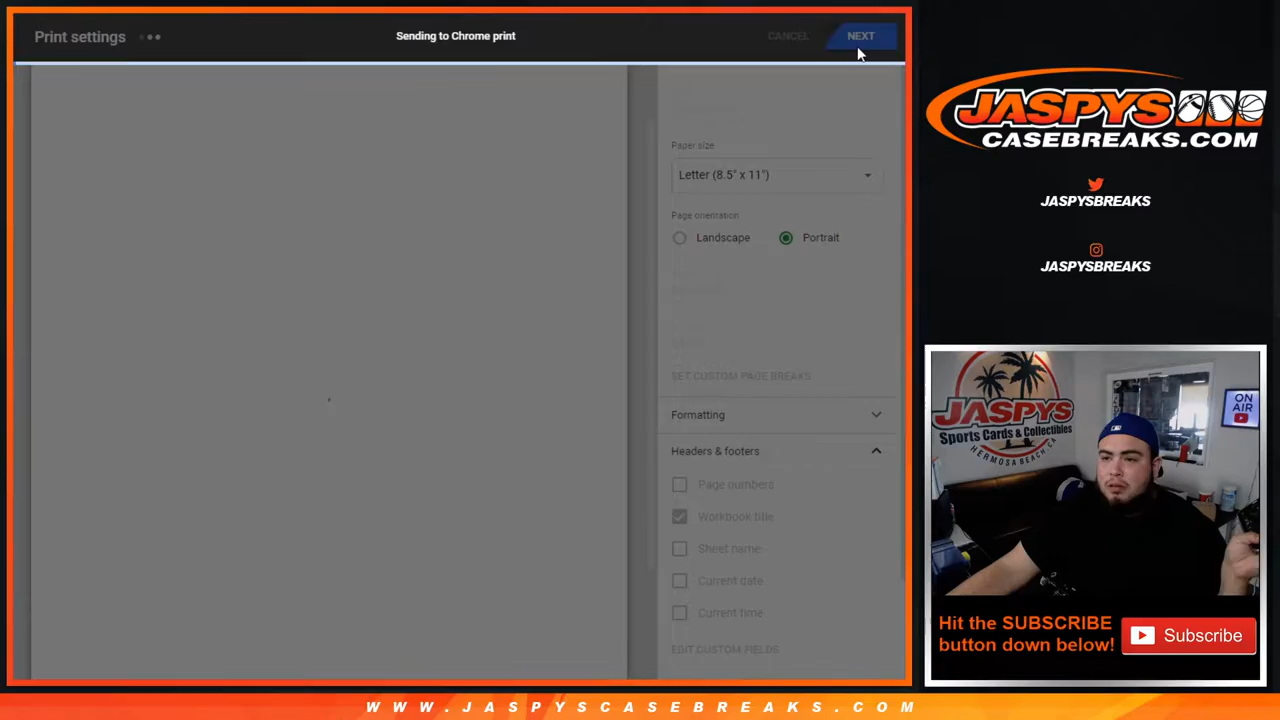 Print settings
Sending to Chrome print
CANCEL
NEXT
Paper size
Letter (8.5" x 11")
Page orientation
Landscape
Portrait
SET CUSTOM PAGE BREAKS
Formatting
Headers & footers
Page numbers
Workbook title
Sheet name
Current date
Current time
EDIT CUSTOM FIELDS
JASPYS
CASEBREAKS.COM
JASPYSBREAKS
JASPYSBREAKS
JASPYS
Sports Cards & Collectibles
HERMOSA BEACH, CA
ON
AIR
Hit the SUBSCRIBE
button down below!
Subscribe
WWW.JASPYSCASEBREAKS.COM